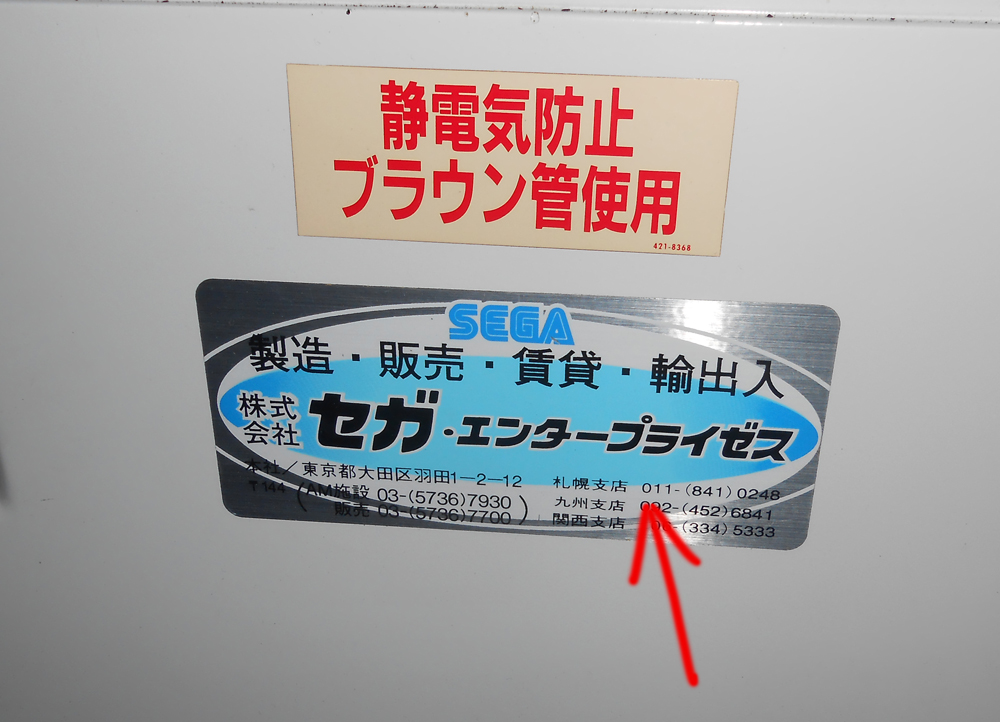 静電気防止
ブラウン管使用
421-8368
SEGA
製造・販売・賃貸・輸出入
株式会社 セガ・エンタープライゼス
本社／東京都大田区羽田1−2−12
〒144 (AM施設 03-(5736)7930
販売 03-(5736)7700)
札幌支店 011-(841)0248
九州支店 -(452)6841
関西支店 -(334)5333